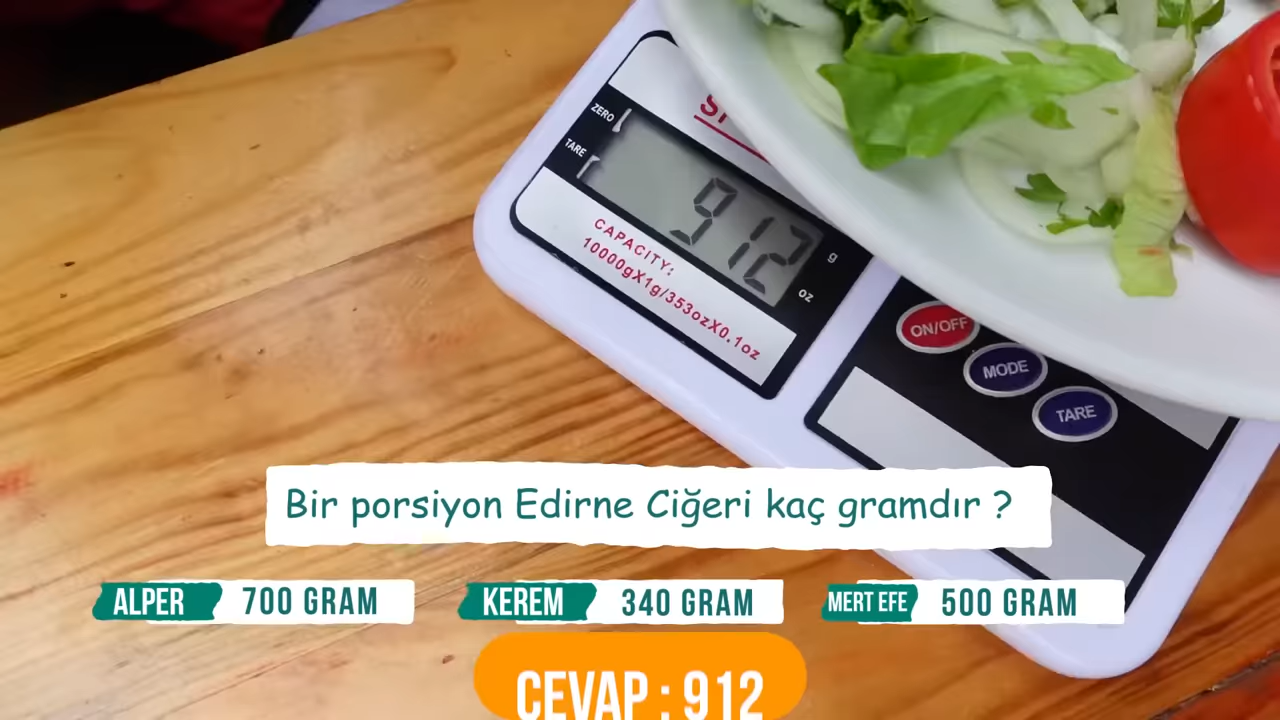 ZERO
TARE
912
g
oz
CAPACITY:
10000gX1g/353ozX0.1oz
ON/OFF
MODE
TARE
Bir porsiyon Edirne Ciğeri kaç gramdır ?
ALPER 700 GRAM
KEREM 340 GRAM
MERT EFE 500 GRAM
CEVAP : 912